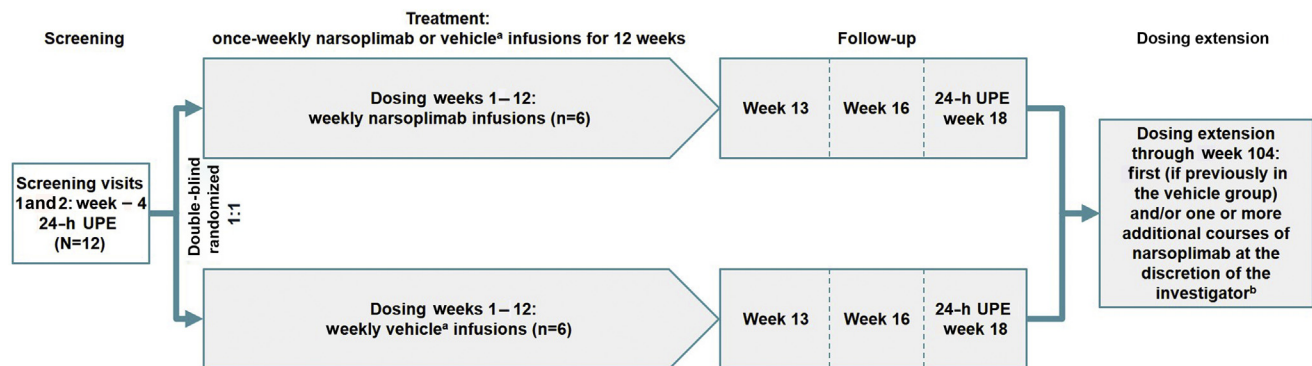 Screening
Treatment:
once-weekly narsoplimab or vehicleᵃ infusions for 12 weeks
Follow-up
Dosing extension
Screening visits
1 and 2: week – 4
24-h UPE
(N=12)
Double-blind
randomized
1:1
Dosing weeks 1 – 12:
weekly narsoplimab infusions (n=6)
Week 13
Week 16
24-h UPE
week 18
Dosing weeks 1 – 12:
weekly vehicleᵃ infusions (n=6)
Week 13
Week 16
24-h UPE
week 18
Dosing extension
through week 104:
first (if previously in
the vehicle group)
and/or one or more
additional courses of
narsoplimab at the
discretion of the
investigatorᵇ